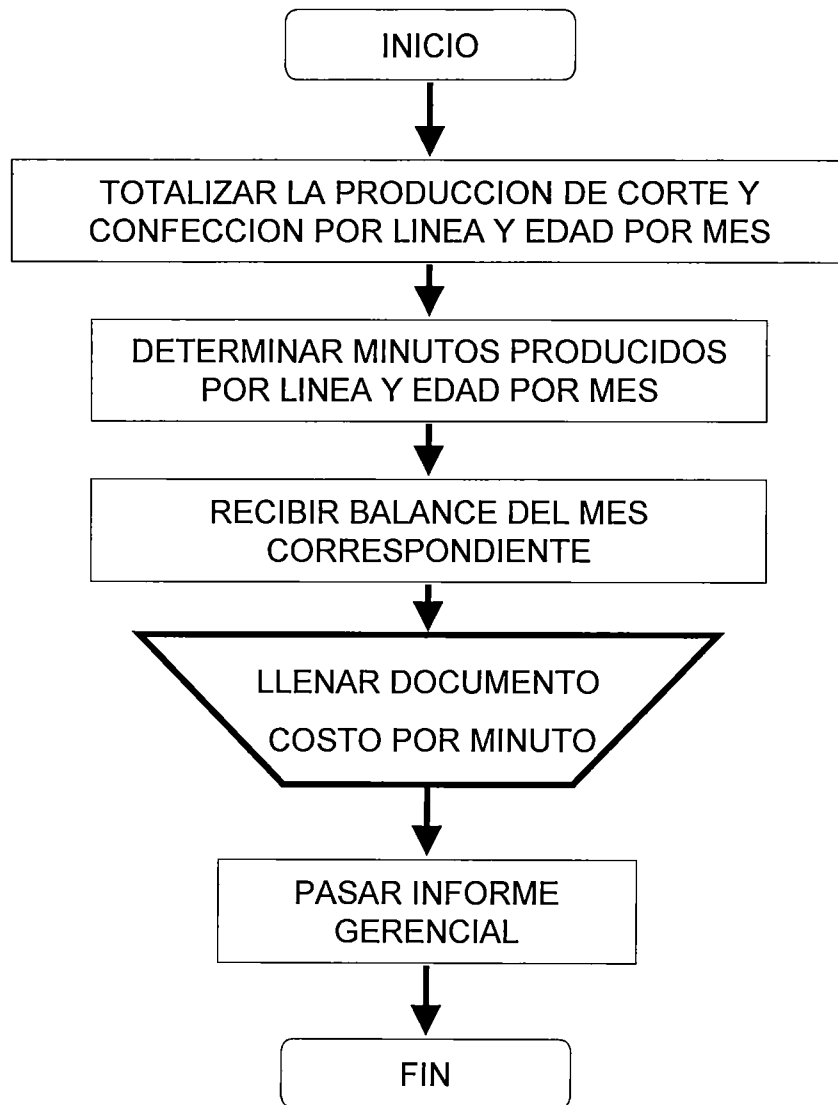 INICIO
TOTALIZAR LA PRODUCCION DE CORTE Y
CONFECCION POR LINEA Y EDAD POR MES
DETERMINAR MINUTOS PRODUCIDOS
POR LINEA Y EDAD POR MES
RECIBIR BALANCE DEL MES
CORRESPONDIENTE
LLENAR DOCUMENTO
COSTO POR MINUTO
PASAR INFORME
GERENCIAL
FIN